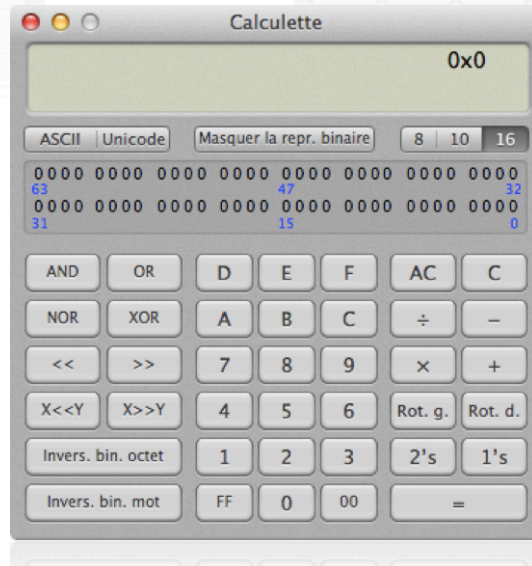 Calculette
0x0
ASCII Unicode Masquer la repr. binaire 8 10 16
0000 0000 0000 0000 0000 0000 0000 0000
63 47 32
0000 0000 0000 0000 0000 0000 0000 0000
31 15 0
AND OR D E F AC C
NOR XOR A B C ÷ −
<< >> 7 8 9 × +
X<<Y X>>Y 4 5 6 Rot. g. Rot. d.
Invers. bin. octet 1 2 3 2's 1's
Invers. bin. mot FF 0 00 =